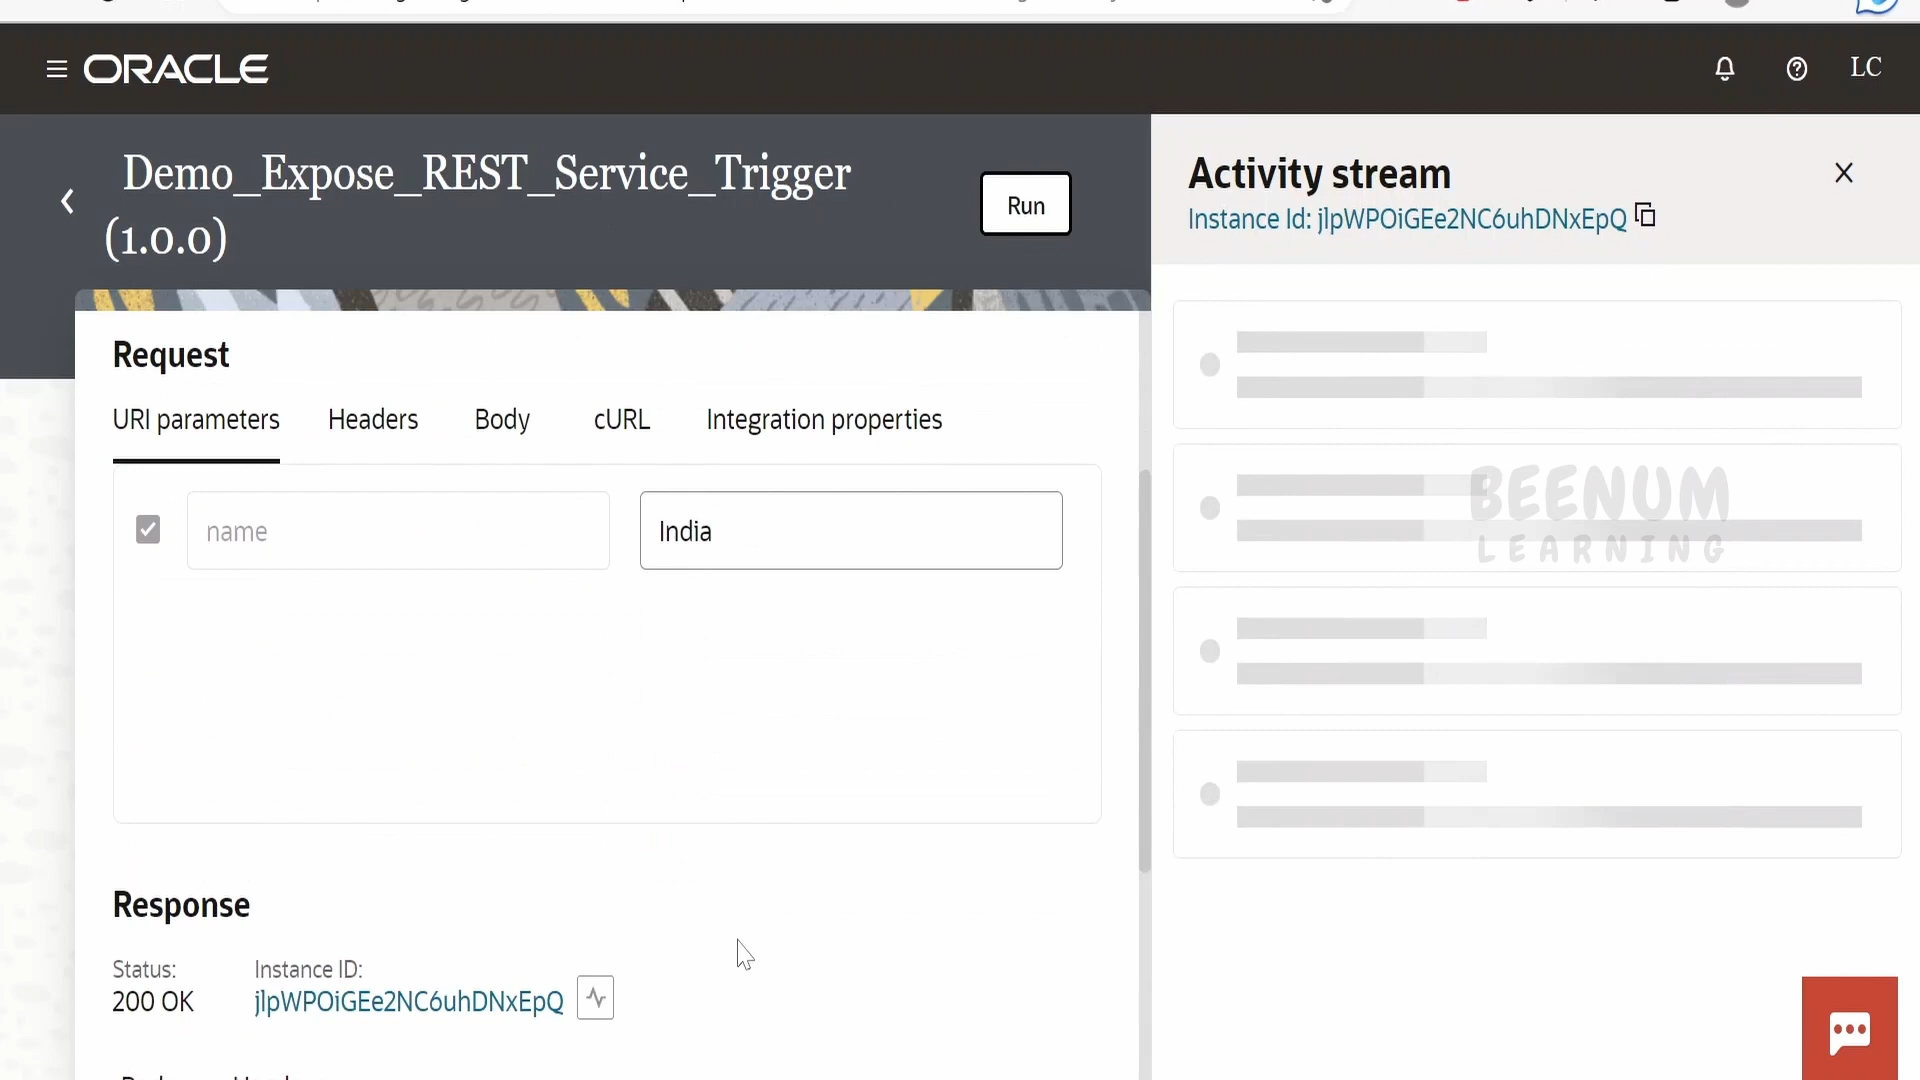 ORACLE
LC
Demo_Expose_REST_Service_Trigger
(1.0.0)
Run
Activity stream
Instance Id: jlpWPOiGEe2NC6uhDNxEpQ
Request
URI parameters
Headers
Body
cURL
Integration properties
name
India
BEENUM
LEARNING
Response
Status:
200 OK
Instance ID:
jlpWPOiGEe2NC6uhDNxEpQ